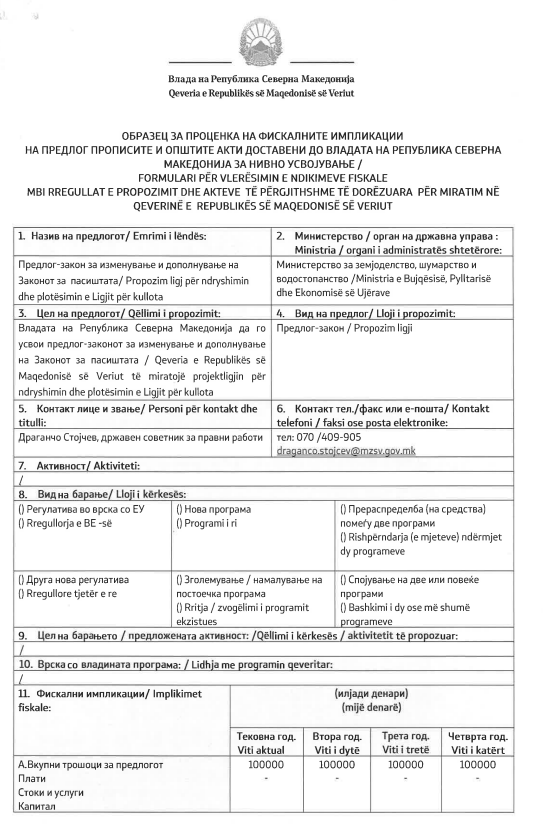 Влада на Република Северна Македонија
Qeveria e Republikës së Maqedonisë së Veriut
ОБРАЗЕЦ ЗА ПРОЦЕНКА НА ФИСКАЛНИТЕ ИМПЛИКАЦИИ
НА ПРЕДЛОГ ПРОПИСИТЕ И ОПШТИТЕ АКТИ ДОСТАВЕНИ ДО ВЛАДАТА НА РЕПУБЛИКА СЕВЕРНА
МАКЕДОНИЈА ЗА НИВНО УСВОЈУВАЊЕ /
FORMULARI PËR VLERËSIMIN E NDIKIMEVE FISKALE
MBI RREGULLAT E PROPOZIMIT DHE AKTEVE TË PËRGJITHSHME TË DORËZUARA PËR MIRATIM NË
QEVERINË E REPUBLIKËS SË MAQEDONISË SË VERIUT
1. Назив на предлогот/ Emrimi i lëndës:
Предлог-закон за изменување и дополнување на
Законот за пасиштата/ Propozim ligj për ndryshimin
dhe plotësimin e Ligjit për kullota
2. Министерство / орган на државна управа :
Ministria / organi i administratës shtetërore:
Министерство за земјоделство, шумарство и
водостопанство /Ministria e Bujqësisë, Pylltarisë
dhe Ekonomisë së Ujërave
3. Цел на предлогот/ Qëllimi i propozimit:
Владата на Република Северна Македонија да го
усвои предлог-законот за изменување и дополнување
на Законот за пасиштата / Qeveria e Republikës së
Maqedonisë së Veriut të miratojë projektligjin për
ndryshimin dhe plotësimin e Ligjit për kullota
4. Вид на предлог/ Lloji i propozimit:
Предлог-закон / Propozim ligji
5. Контакт лице и звање/ Personi për kontakt dhe
titulli:
Драганчо Стојчев, државен советник за правни работи
6. Контакт тел./факс или е-пошта/ Kontakt
telefoni / faksi ose posta elektronike:
тел: 070 /409-905
draganco.stojcev@mzsv.gov.mk
7. Активност/ Aktiviteti:
/
8. Вид на барање/ Lloji i kërkesës:
() Регулатива во врска со ЕУ
() Rregullorja e BE -së
() Нова програма
() Programi i ri
() Прераспределба (на средства)
помеѓу две програми
() Rishpërndarja (e mjeteve) ndërmjet
dy programeve
() Друга нова регулатива
() Rregullore tjetër e re
() Зголемување / намалување на
постоечка програма
() Rritja / zvogëlimi i programit
ekzistues
() Спојување на две или повеќе
програми
() Bashkimi i dy ose më shumë
programeve
9. Цел на барањето / предложената активност: /Qëllimi i kërkesës / aktivitetit të propozuar:
/
10. Врска со владината програма: / Lidhja me programin qeveritar:
/
11. Фискални импликации/ Implikimet
fiskale:
(илјади денари)
(mijë denarë)
Тековна год.
Viti aktual
Втора год.
Viti i dytë
Трета год.
Viti i tretë
Четврта год.
Viti i katërt
А.Вкупни трошоци за предлогот 100000 100000 100000 100000
Плати - - - -
Стоки и услуги
Капитал